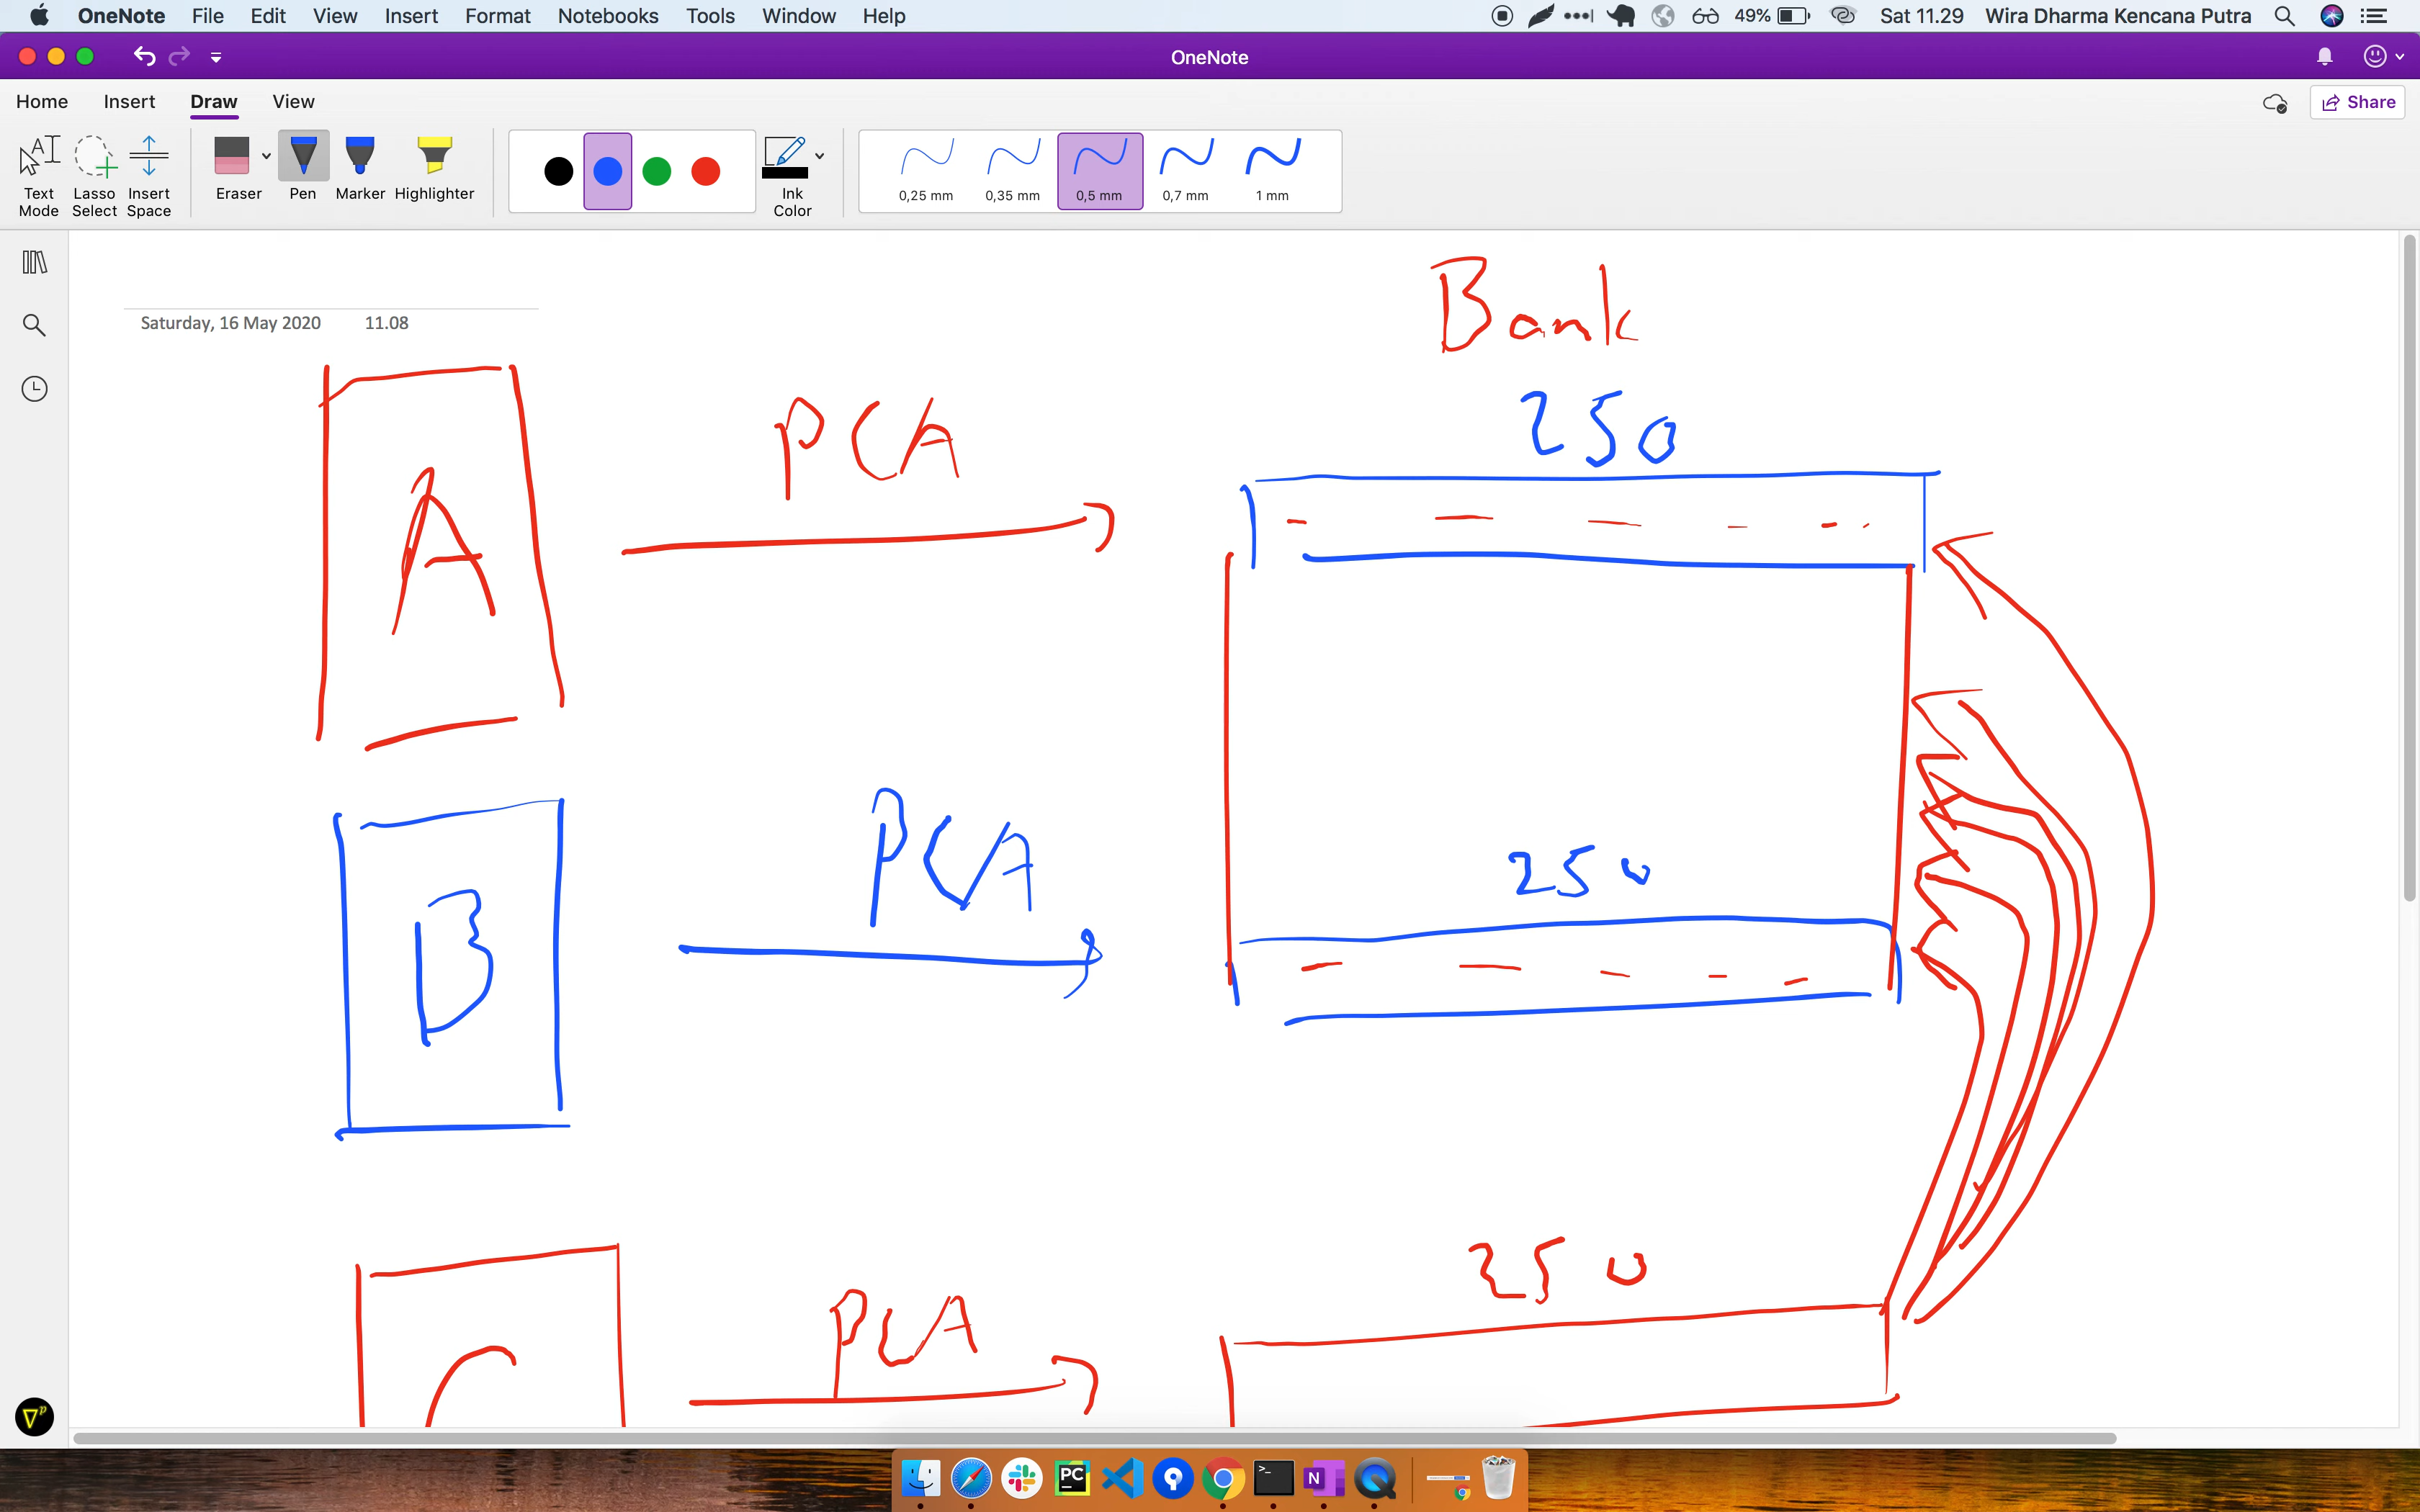 OneNote File Edit View Insert Format Notebooks Tools Window Help 49% Sat 11.29 Wira Dharma Kencana Putra
OneNote
Home Insert Draw View Share
Text Mode
Lasso Select
Insert Space
Eraser
Pen
Marker
Highlighter
Ink Color
0,25 mm
0,35 mm
0,5 mm
0,7 mm
1 mm
Saturday, 16 May 2020 11.08
Bank
A
PCA
250
B
PCA
250
C
PCA
250
∇p
PC
>_
N